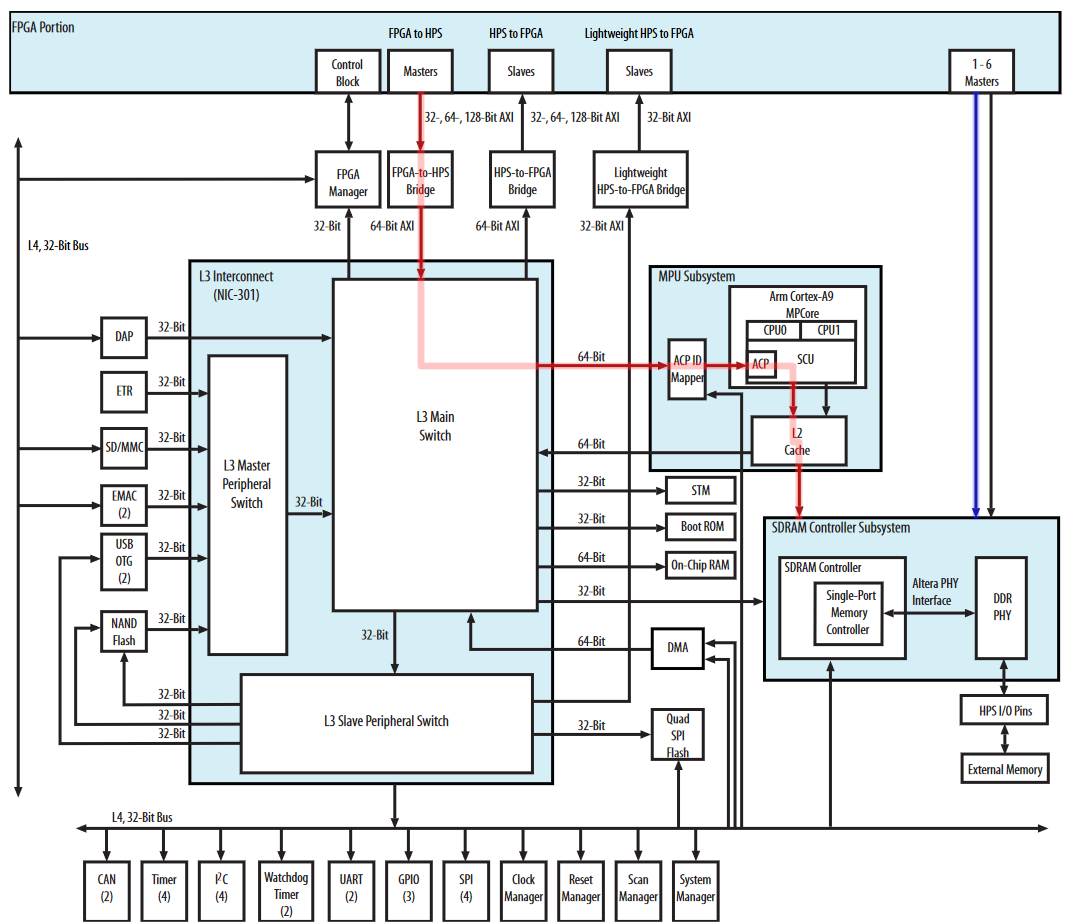 FPGA Portion
FPGA to HPS
HPS to FPGA
Lightweight HPS to FPGA
Control
Block
Masters
Slaves
Slaves
1 - 6
Masters
32-, 64-, 128-Bit AXI
32-, 64-, 128-Bit AXI
32-Bit AXI
FPGA
Manager
FPGA-to-HPS
Bridge
HPS-to-FPGA
Bridge
Lightweight
HPS-to-FPGA Bridge
32-Bit
64-Bit AXI
64-Bit AXI
32-Bit AXI
L4, 32-Bit Bus
L3 Interconnect
(NIC-301)
MPU Subsystem
Arm Cortex-A9
MPCore
CPU0
CPU1
SCU
ACP
ACP ID
Mapper
L2
Cache
DAP
32-Bit
ETR
32-Bit
SD/MMC
32-Bit
EMAC
(2)
32-Bit
USB
OTG
(2)
32-Bit
NAND
Flash
32-Bit
L3 Master
Peripheral
Switch
32-Bit
L3 Main
Switch
64-Bit
64-Bit
32-Bit
STM
32-Bit
Boot ROM
64-Bit
On-Chip RAM
32-Bit
64-Bit
DMA
SDRAM Controller Subsystem
SDRAM Controller
Single-Port
Memory
Controller
Altera PHY
Interface
DDR
PHY
HPS I/O Pins
External Memory
32-Bit
32-Bit
32-Bit
32-Bit
L3 Slave Peripheral Switch
32-Bit
Quad
SPI
Flash
L4, 32-Bit Bus
CAN
(2)
Timer
(4)
I2C
(4)
Watchdog
Timer
(2)
UART
(2)
GPIO
(3)
SPI
(4)
Clock
Manager
Reset
Manager
Scan
Manager
System
Manager